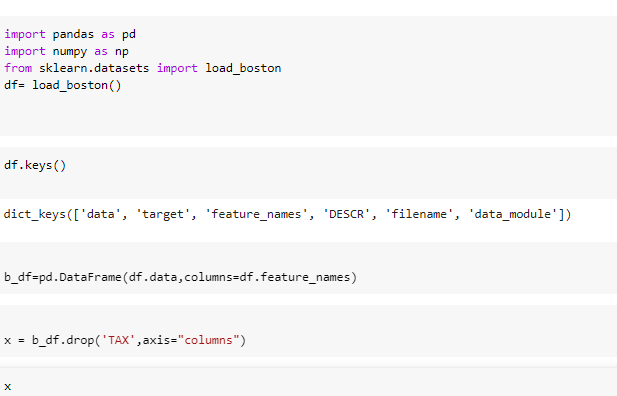 import pandas as pd
import numpy as np
from sklearn.datasets import load_boston
df= load_boston()
df.keys()
dict_keys(['data', 'target', 'feature_names', 'DESCR', 'filename', 'data_module'])
b_df=pd.DataFrame(df.data,columns=df.feature_names)
x = b_df.drop('TAX',axis="columns")
x